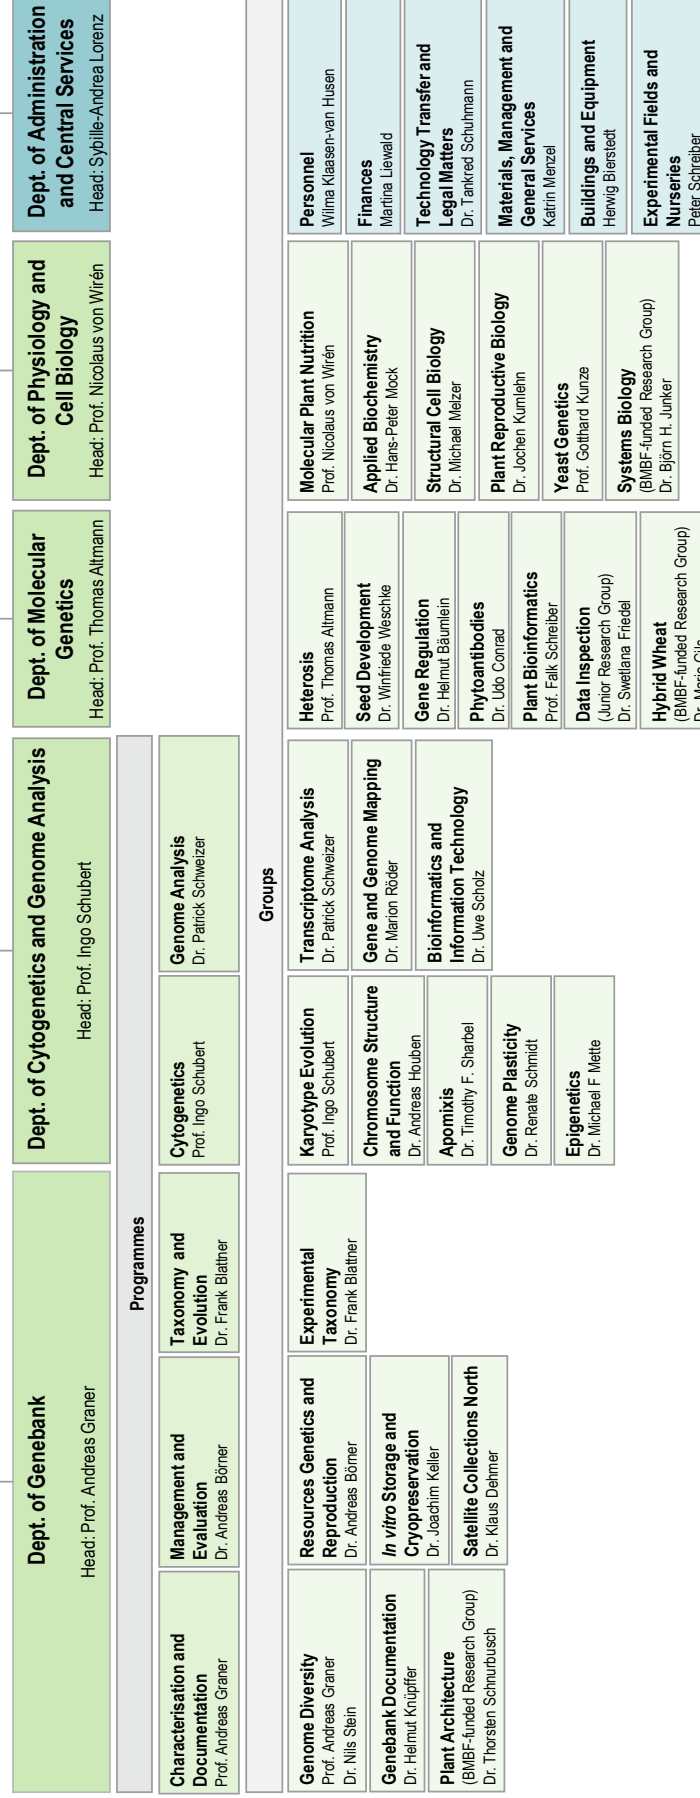 Dept. of Genebank
Head: Prof. Andreas Graner
Dept. of Cytogenetics and Genome Analysis
Head: Prof. Ingo Schubert
Dept. of Molecular
Genetics
Head: Prof. Thomas Altmann
Dept. of Physiology and
Cell Biology
Head: Prof. Nicolaus von Wirén
Dept. of Administration
and Central Services
Head: Sybille-Andrea Lorenz
Programmes
Characterisation and
Documentation
Prof. Andreas Graner
Management and
Evaluation
Dr. Andreas Börner
Taxonomy and
Evolution
Dr. Frank Blattner
Cytogenetics
Prof. Ingo Schubert
Genome Analysis
Dr. Patrick Schweizer
Groups
Genome Diversity
Prof. Andreas Graner
Dr. Nils Stein
Genebank Documentation
Dr. Helmut Knüpffer
Plant Architecture
(BMBF-funded Research Group)
Dr. Thorsten Schnurbusch
Resources Genetics and
Reproduction
Dr. Andreas Börner
In vitro Storage and
Cryopreservation
Dr. Joachim Keller
Satellite Collections North
Dr. Klaus Dehmer
Experimental
Taxonomy
Dr. Frank Blattner
Karyotype Evolution
Prof. Ingo Schubert
Chromosome Structure
and Function
Dr. Andreas Houben
Apomixis
Dr. Timothy F. Sharbel
Genome Plasticity
Dr. Renate Schmidt
Epigenetics
Dr. Michael F Mette
Transcriptome Analysis
Dr. Patrick Schweizer
Gene and Genome Mapping
Dr. Marion Röder
Bioinformatics and
Information Technology
Dr. Uwe Scholz
Heterosis
Prof. Thomas Altmann
Seed Development
Dr. Winfriede Weschke
Gene Regulation
Dr. Helmut Bäumlein
Phytoantibodies
Dr. Udo Conrad
Plant Bioinformatics
Prof. Falk Schreiber
Data Inspection
(Junior Research Group)
Dr. Swetlana Friedel
Hybrid Wheat
(BMBF-funded Research Group)
Dr. Mario Gils
Molecular Plant Nutrition
Prof. Nicolaus von Wirén
Applied Biochemistry
Dr. Hans-Peter Mock
Structural Cell Biology
Dr. Michael Melzer
Plant Reproductive Biology
Dr. Jochen Kumlehn
Yeast Genetics
Prof. Gotthard Kunze
Systems Biology
(BMBF-funded Research Group)
Dr. Björn H. Junker
Personnel
Wilma Klaasen-van Husen
Finances
Martina Liewald
Technology Transfer and
Legal Matters
Dr. Tankred Schuhmann
Materials, Management and
General Services
Katrin Menzel
Buildings and Equipment
Herwig Bierstedt
Experimental Fields and
Nurseries
Peter Schreiber